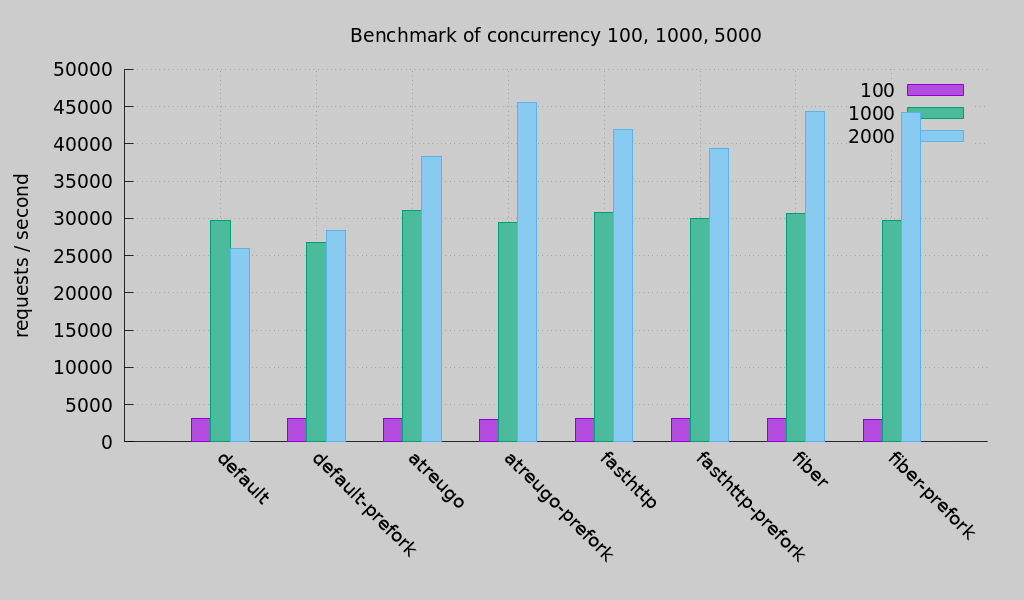 Benchmark of concurrency 100, 1000, 5000
50000
45000
40000
35000
30000
25000
20000
15000
10000
5000
0
requests / second
100
1000
2000
default
default-prefork
atreugo
atreugo-prefork
fasthttp
fasthttp-prefork
fiber
fiber-prefork